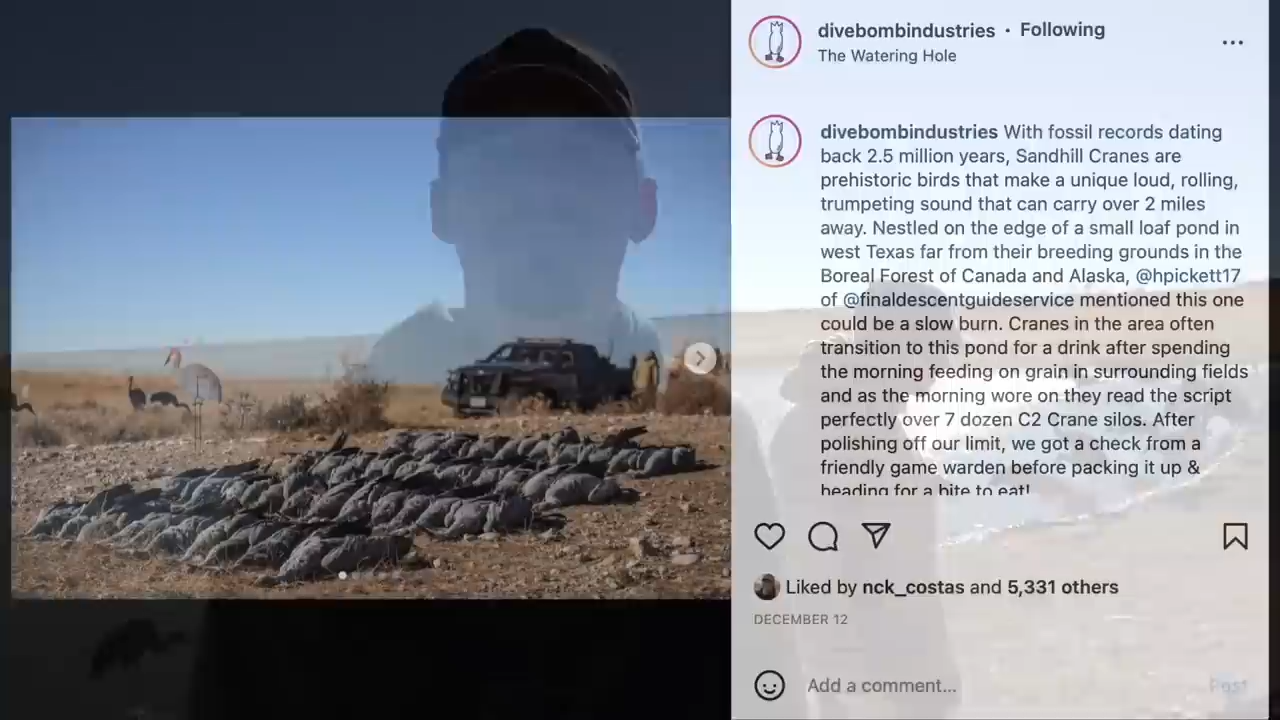 divebombindustries • Following
The Watering Hole
divebombindustries With fossil records dating
back 2.5 million years, Sandhill Cranes are
prehistoric birds that make a unique loud, rolling,
trumpeting sound that can carry over 2 miles
away. Nestled on the edge of a small loaf pond in
west Texas far from their breeding grounds in the
Boreal Forest of Canada and Alaska, @hpickett17
of @finaldescentguideservice mentioned this one
could be a slow burn. Cranes in the area often
transition to this pond for a drink after spending
the morning feeding on grain in surrounding fields
and as the morning wore on they read the script
perfectly over 7 dozen C2 Crane silos. After
polishing off our limit, we got a check from a
friendly game warden before packing it up &
heading for a bite to eat!
Liked by nck_costas and 5,331 others
DECEMBER 12
Add a comment...
Post